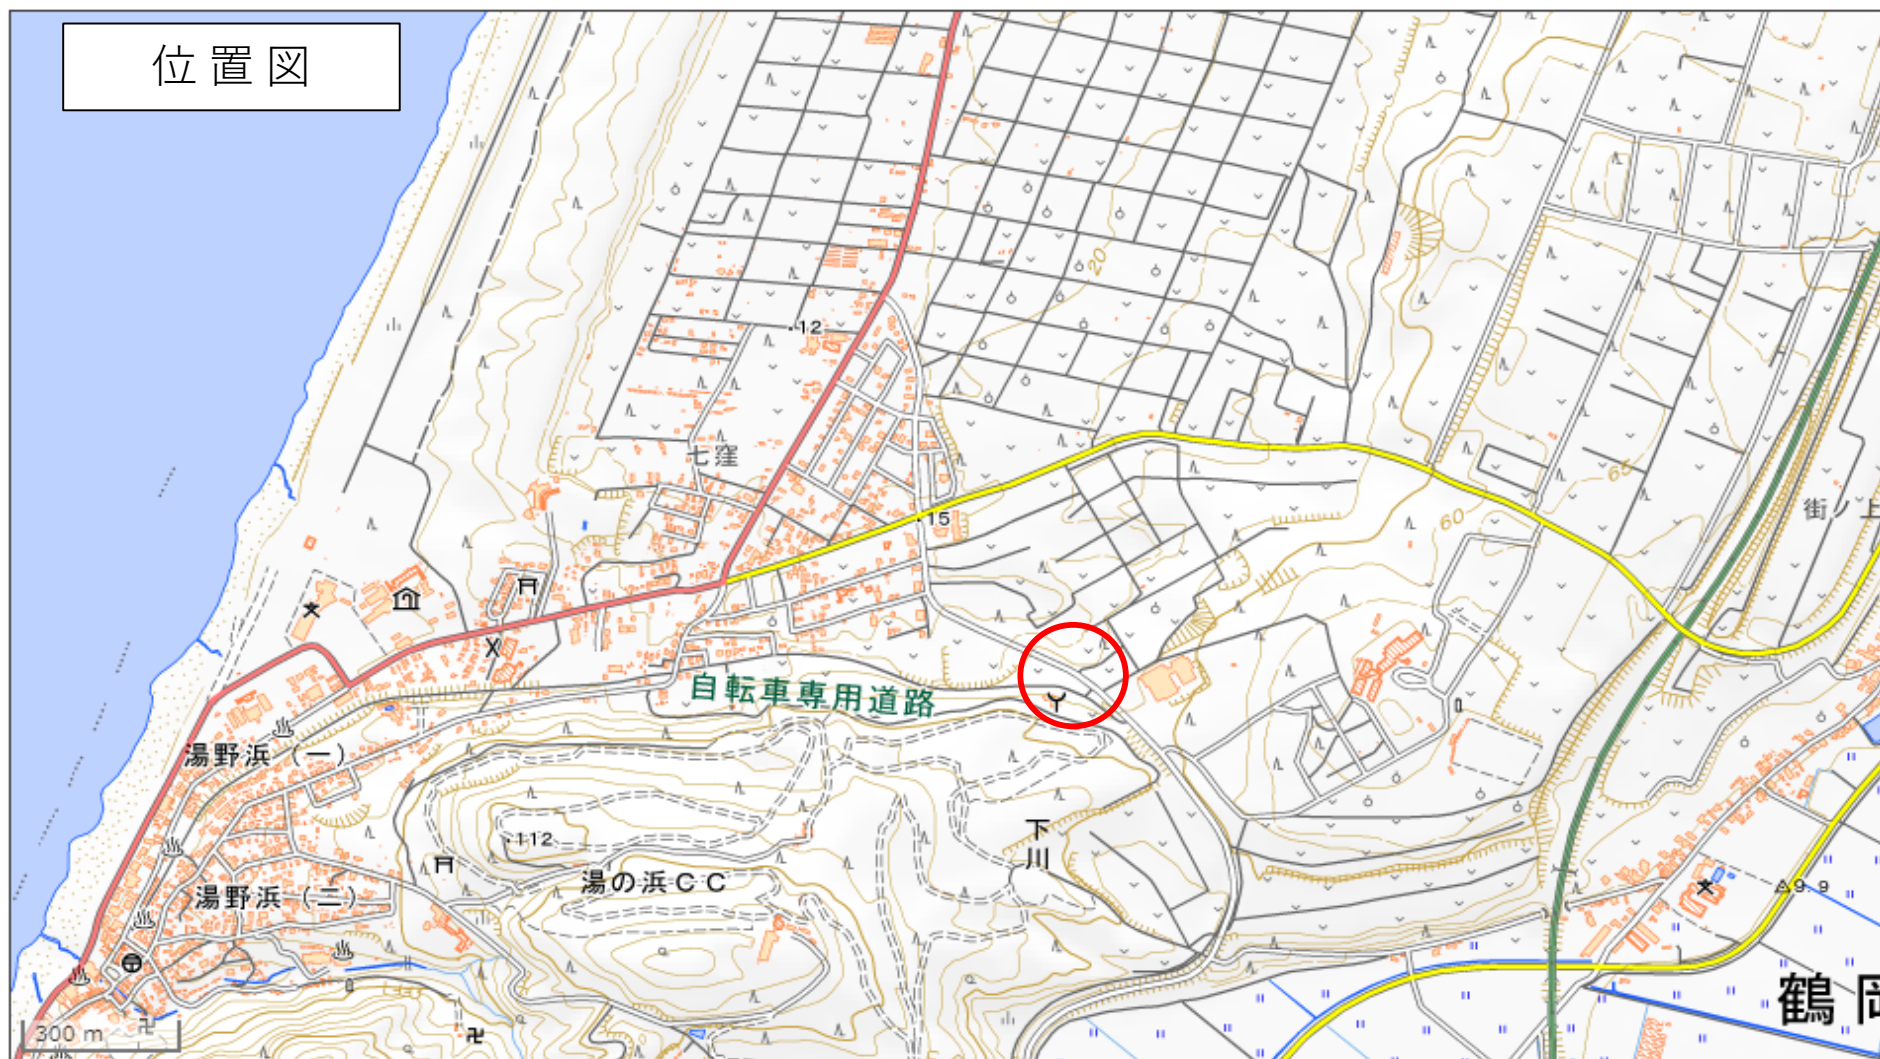 位置図
20
.12
七窪
.15
65
60
街ノ上
自転車専用道路
湯野浜(一)
.112
下川
湯の浜CC
湯野浜(二)
9.9
鶴岡
300 m